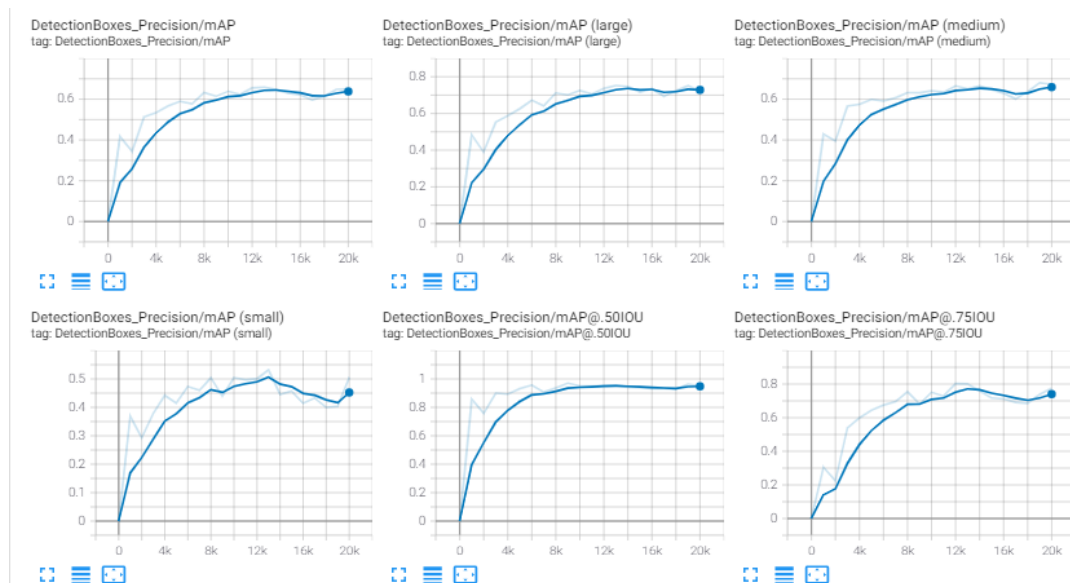 DetectionBoxes_Precision/mAP
tag: DetectionBoxes_Precision/mAP
0.6
0.4
0.2
0
0 4k 8k 12k 16k 20k
DetectionBoxes_Precision/mAP (large)
tag: DetectionBoxes_Precision/mAP (large)
0.8
0.6
0.4
0.2
0
0 4k 8k 12k 16k 20k
DetectionBoxes_Precision/mAP (medium)
tag: DetectionBoxes_Precision/mAP (medium)
0.6
0.4
0.2
0
0 4k 8k 12k 16k 20k
DetectionBoxes_Precision/mAP (small)
tag: DetectionBoxes_Precision/mAP (small)
0.5
0.4
0.3
0.2
0.1
0
0 4k 8k 12k 16k 20k
DetectionBoxes_Precision/mAP@.50IOU
tag: DetectionBoxes_Precision/mAP@.50IOU
1
0.8
0.6
0.4
0.2
0
0 4k 8k 12k 16k 20k
DetectionBoxes_Precision/mAP@.75IOU
tag: DetectionBoxes_Precision/mAP@.75IOU
0.8
0.6
0.4
0.2
0
0 4k 8k 12k 16k 20k